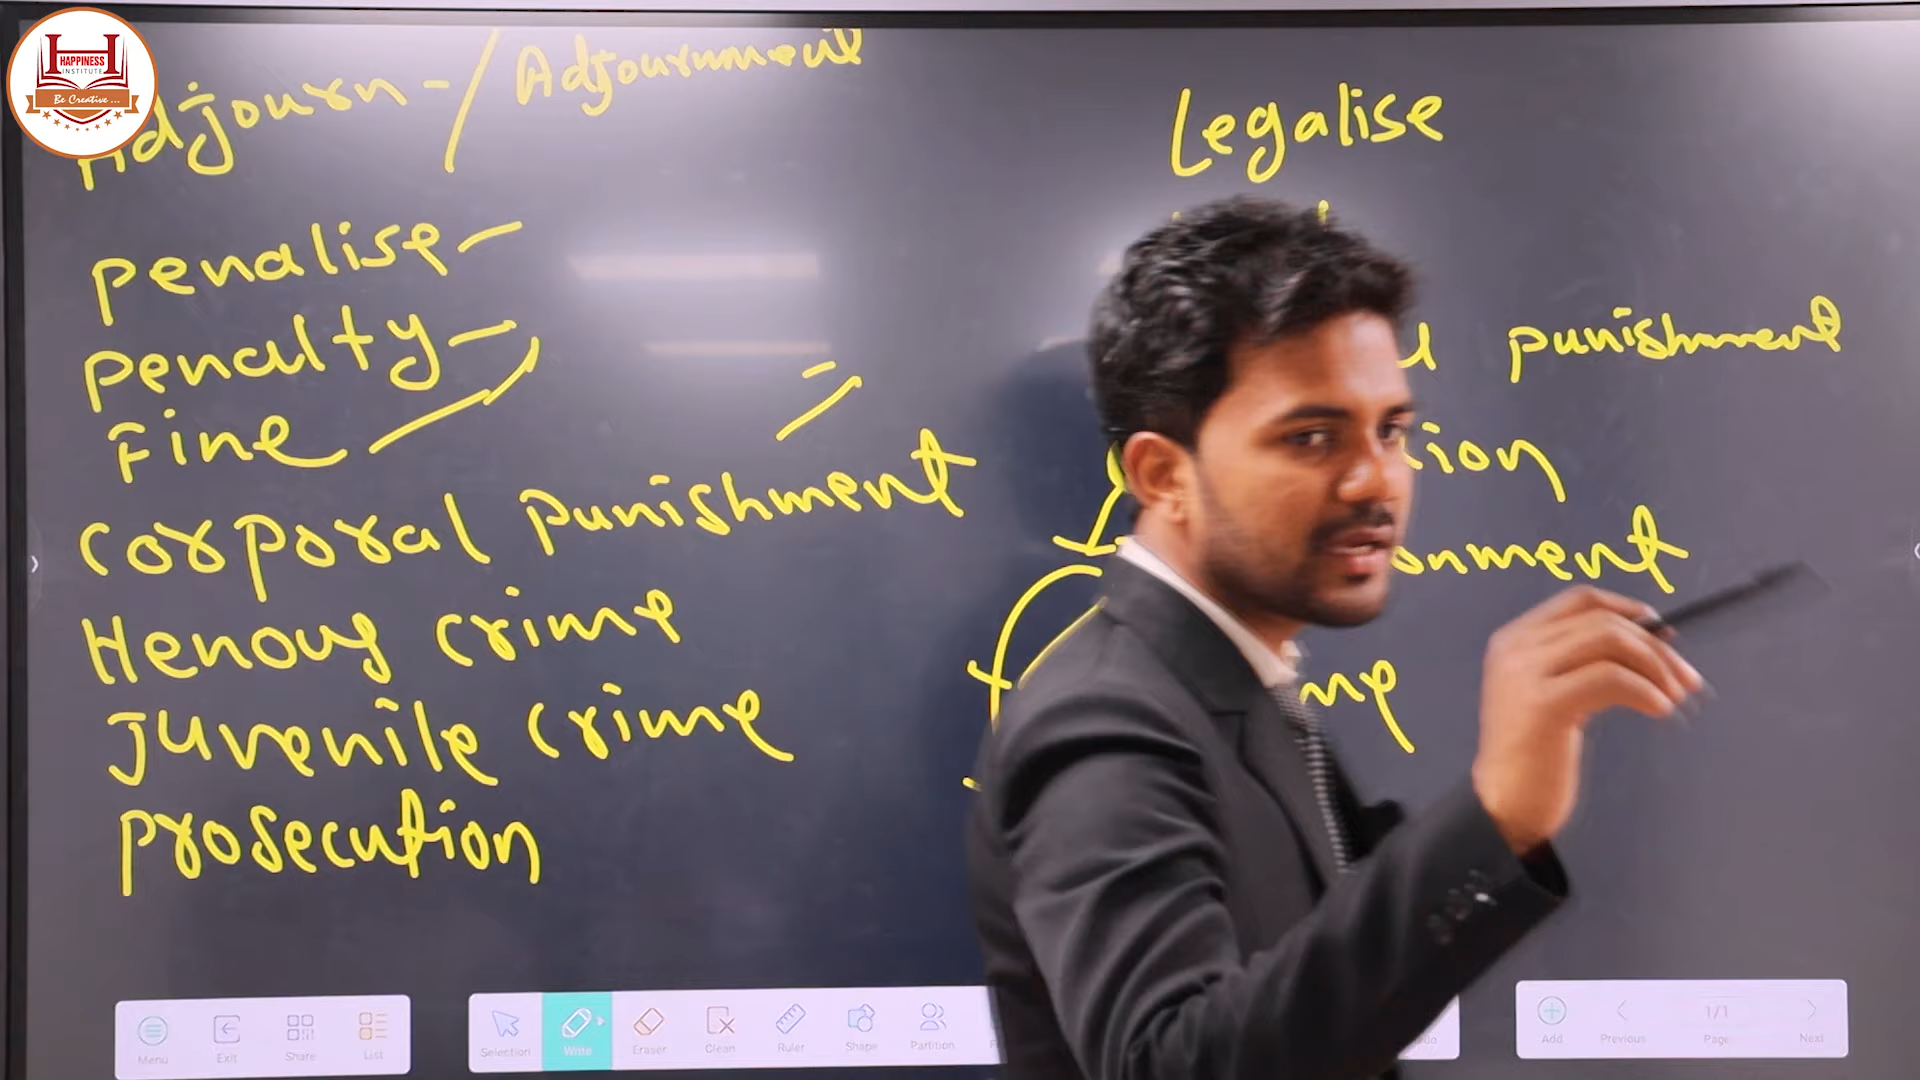 HAPPINESS
INSTITUTE
Be Creative ...
Adjourn - / Adjournment
Penalise
Penalty
Fine
Corporal punishment
Henous crime
Juvenile crime
Prosecution
Legalise
punishment
Menu
Exit
Share
List
Selection
Write
Eraser
Clean
Ruler
Shape
Partition
Add
Previous
1/1
Page
Next